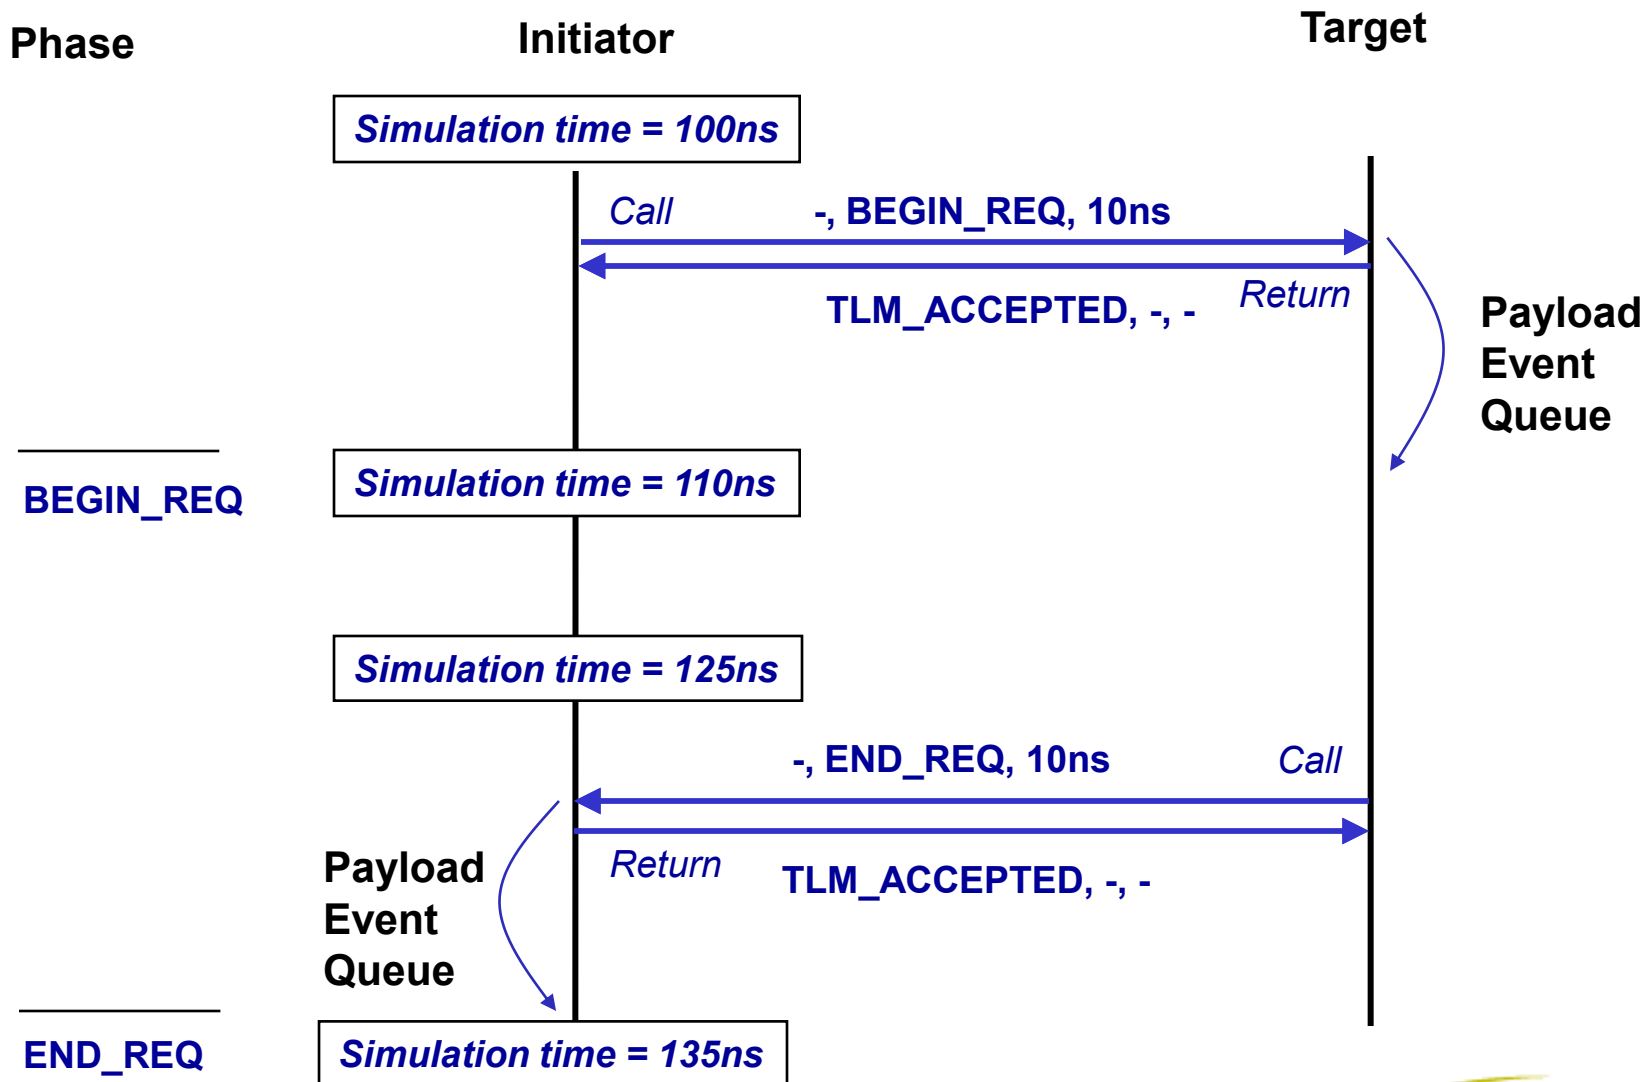 Phase
Initiator
Target
Simulation time = 100ns
Call
-, BEGIN_REQ, 10ns
Return
TLM_ACCEPTED, -, -
Payload
Event
Queue
BEGIN_REQ
Simulation time = 110ns
Simulation time = 125ns
-, END_REQ, 10ns
Call
Return
TLM_ACCEPTED, -, -
Payload
Event
Queue
END_REQ
Simulation time = 135ns